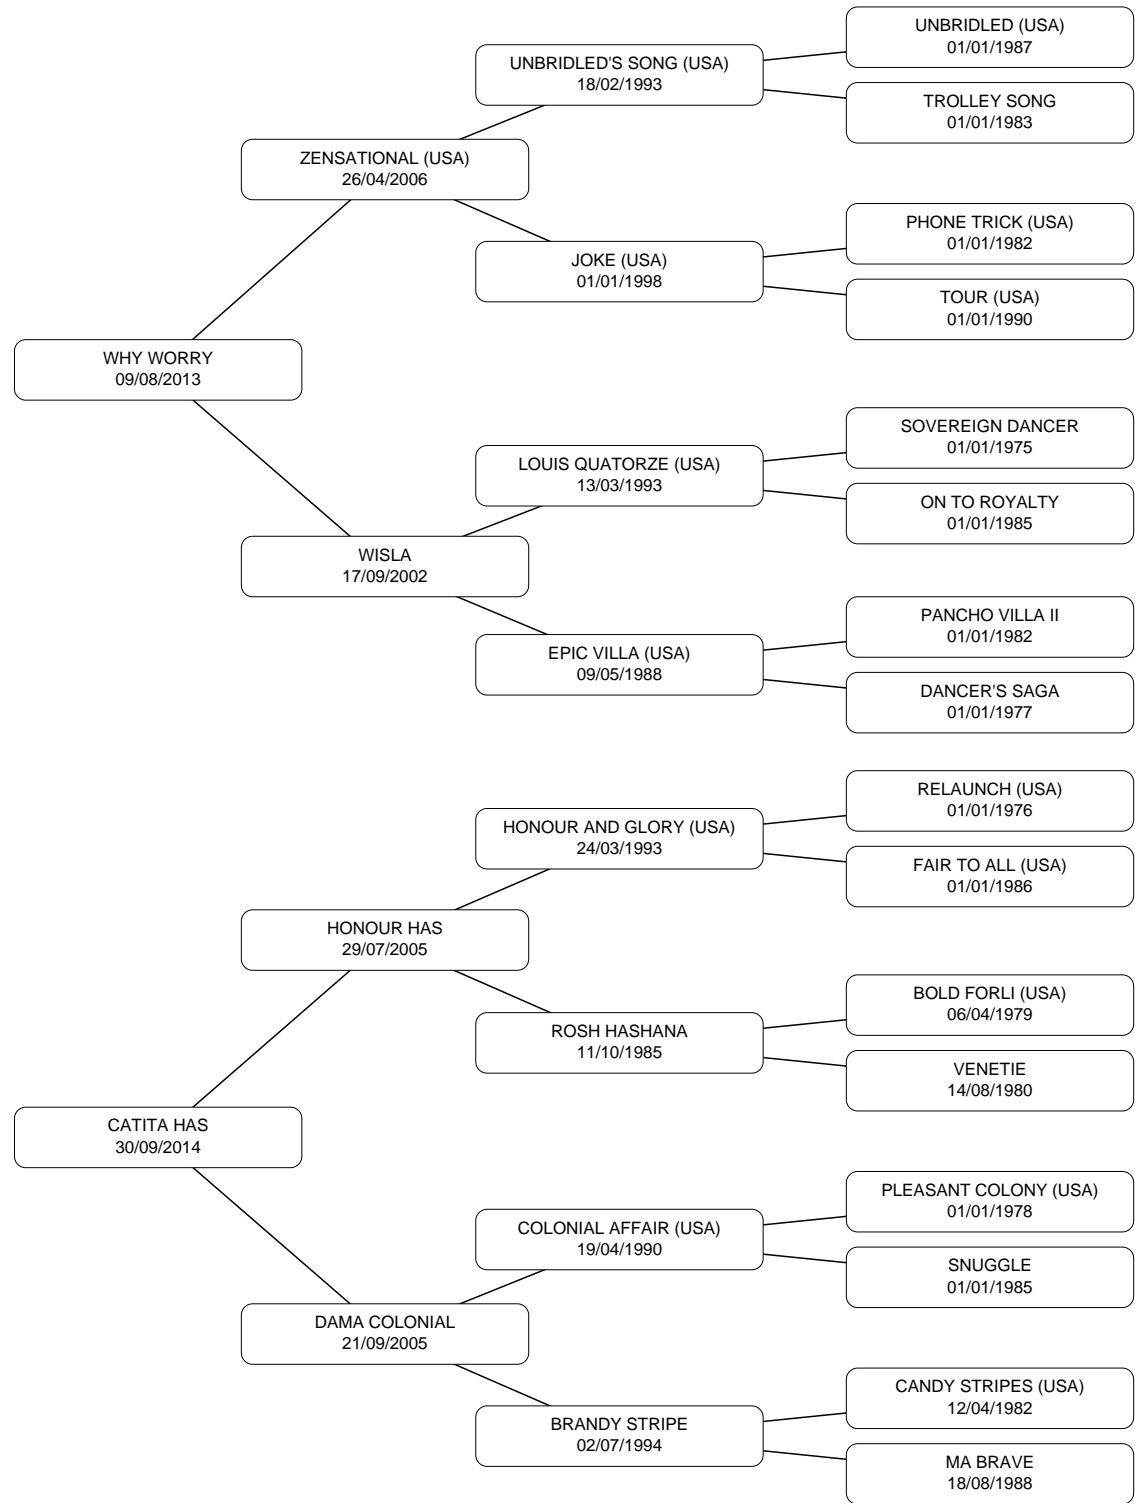 UNBRIDLED (USA)
01/01/1987
UNBRIDLED'S SONG (USA)
18/02/1993
TROLLEY SONG
01/01/1983
ZENSATIONAL (USA)
26/04/2006
PHONE TRICK (USA)
01/01/1982
JOKE (USA)
01/01/1998
TOUR (USA)
01/01/1990
WHY WORRY
09/08/2013
SOVEREIGN DANCER
01/01/1975
LOUIS QUATORZE (USA)
13/03/1993
ON TO ROYALTY
01/01/1985
WISLA
17/09/2002
PANCHO VILLA II
01/01/1982
EPIC VILLA (USA)
09/05/1988
DANCER'S SAGA
01/01/1977
RELAUNCH (USA)
01/01/1976
HONOUR AND GLORY (USA)
24/03/1993
FAIR TO ALL (USA)
01/01/1986
HONOUR HAS
29/07/2005
BOLD FORLI (USA)
06/04/1979
ROSH HASHANA
11/10/1985
VENETIE
14/08/1980
CATITA HAS
30/09/2014
PLEASANT COLONY (USA)
01/01/1978
COLONIAL AFFAIR (USA)
19/04/1990
SNUGGLE
01/01/1985
DAMA COLONIAL
21/09/2005
CANDY STRIPES (USA)
12/04/1982
BRANDY STRIPE
02/07/1994
MA BRAVE
18/08/1988